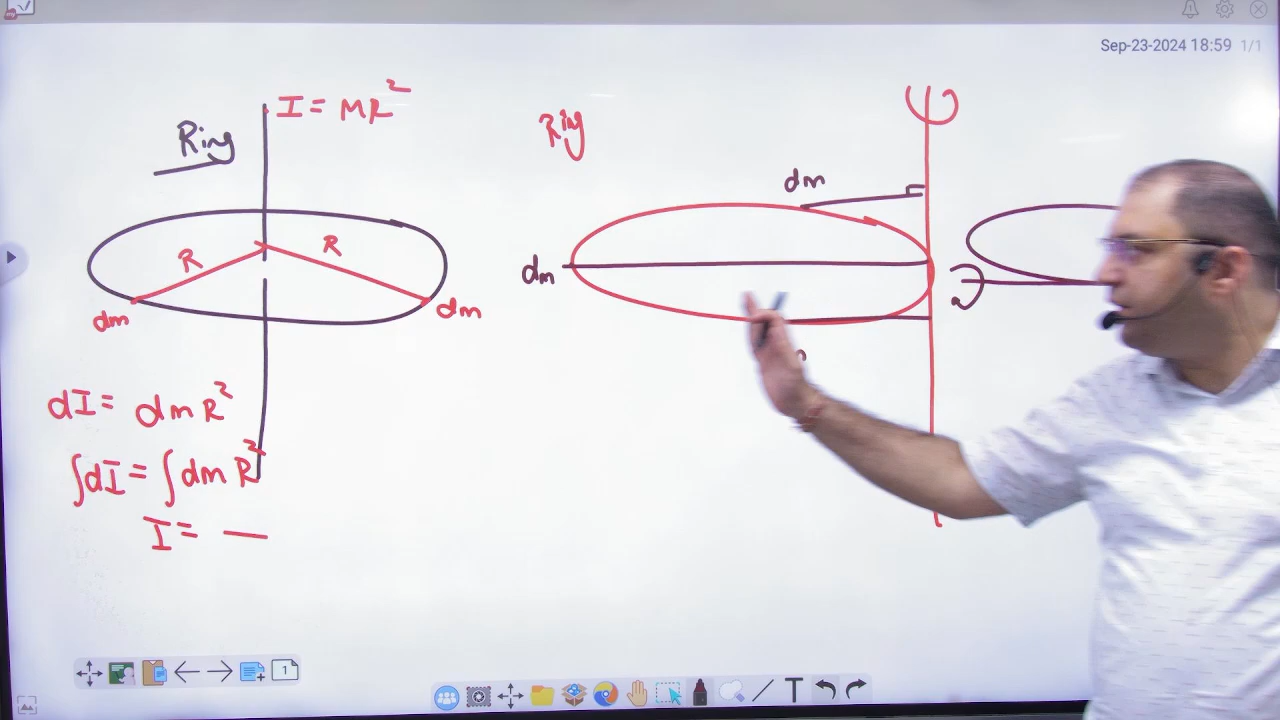 Sep-23-2024 18:59 1/1
I = MR²
Ring
R
R
dm
dm
dI = dm R²
∫dI = ∫dm R²
I = —
Ring
dm
dm
1
T